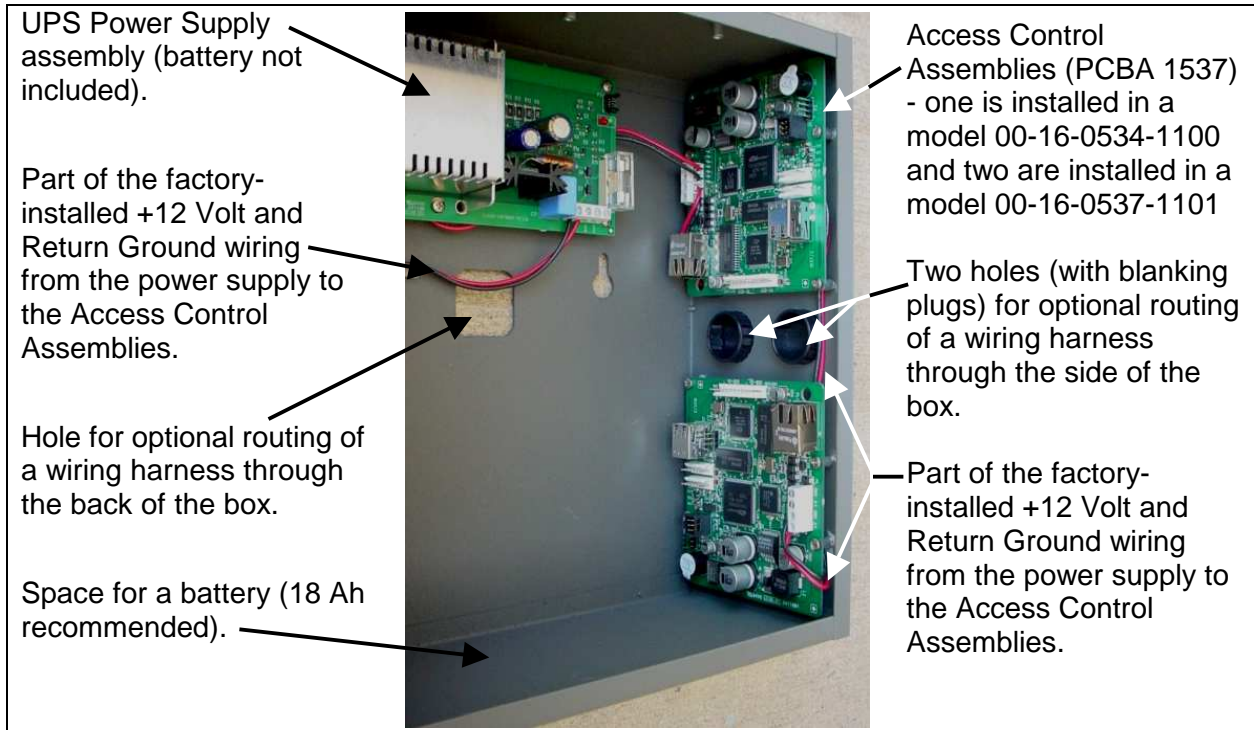 UPS Power Supply
assembly (battery not
included).
Part of the factory-
installed +12 Volt and
Return Ground wiring
from the power supply to
the Access Control
Assemblies.
Hole for optional routing of
a wiring harness through
the back of the box.
Space for a battery (18 Ah
recommended).
Access Control
Assemblies (PCBA 1537)
- one is installed in a
model 00-16-0534-1100
and two are installed in a
model 00-16-0537-1101
Two holes (with blanking
plugs) for optional routing
of a wiring harness
through the side of the
box.
Part of the factory-
installed +12 Volt and
Return Ground wiring
from the power supply to
the Access Control
Assemblies.